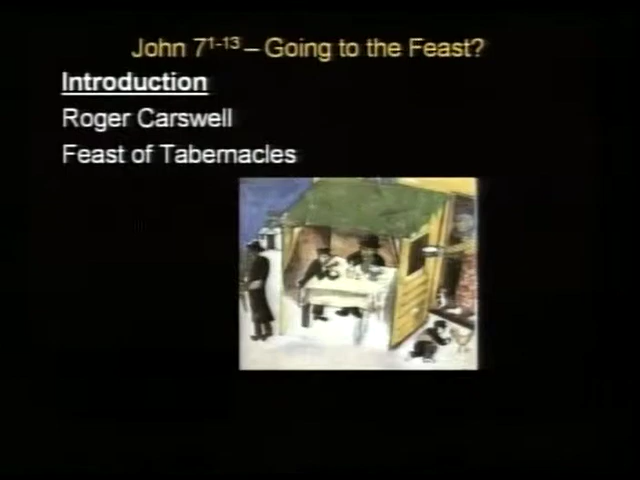 John 7¹⁻¹³ – Going to the Feast?
Introduction
Roger Carswell
Feast of Tabernacles